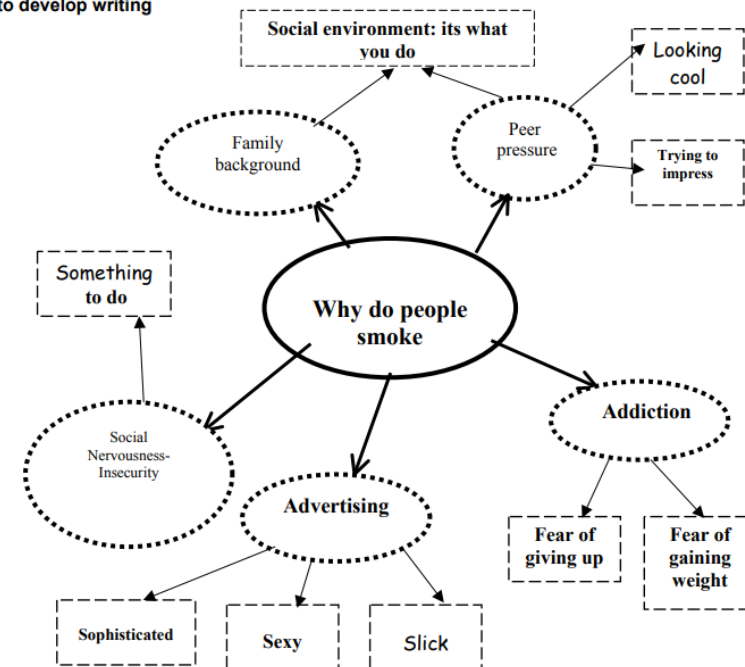 to develop writing
Social environment: its what
you do
Looking
cool
Family
background
Peer
pressure
Trying to
impress
Something
to do
Why do people
smoke
Addiction
Social
Nervousness-
Insecurity
Advertising
Fear of
giving up
Fear of
gaining
weight
Sophisticated
Sexy
Slick